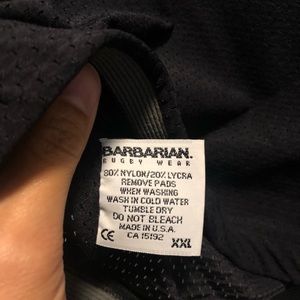 BARBARIAN.
RUGBY WEAR
80% NYLON/20% LYCRA
REMOVE PADS
WHEN WASHING
WASH IN COLD WATER
TUMBLE DRY
DO NOT BLEACH
MADE IN U.S.A.
CE CA 15192 XXL